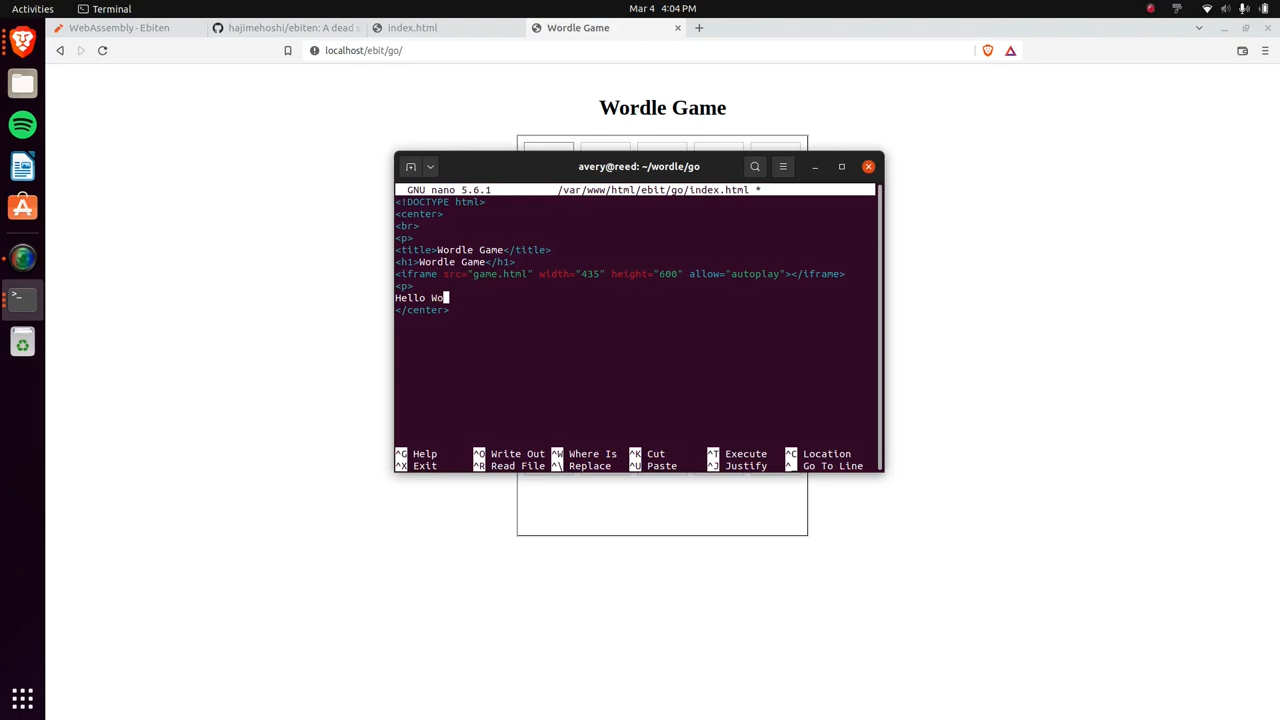 Activities
Terminal
Mar 4 4:04 PM
WebAssembly - Ebiten
hajimehoshi/ebiten: A dead s
index.html
Wordle Game
localhost/ebit/go/
Wordle Game
avery@reed: ~/wordle/go
GNU nano 5.6.1 /var/www/html/ebit/go/index.html *
<!DOCTYPE html>
<center>
<br>
<p>
<title>Wordle Game</title>
<h1>Wordle Game</h1>
<iframe src="game.html" width="435" height="600" allow="autoplay"></iframe>
<p>
Hello Wo
</center>
^G Help ^O Write Out ^W Where Is ^K Cut ^T Execute ^C Location
^X Exit ^R Read File ^\ Replace ^U Paste ^J Justify ^_ Go To Line